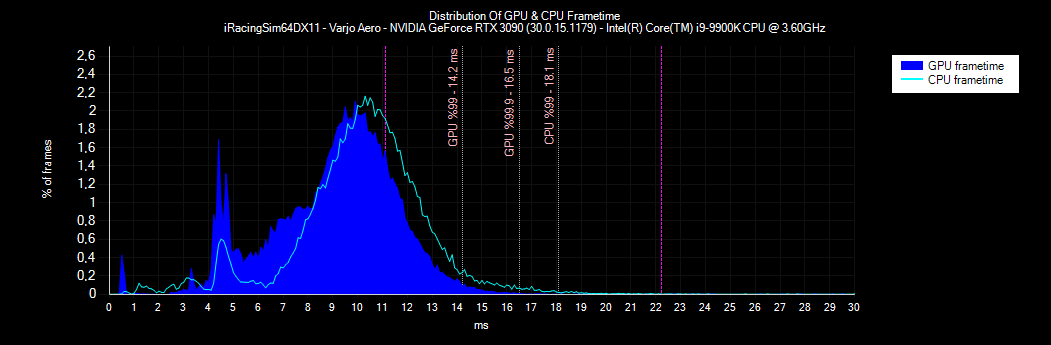 Distribution Of GPU & CPU Frametime
iRacingSim64DX11 - Varjo Aero - NVIDIA GeForce RTX 3090 (30.0.15.1179) - Intel(R) Core(TM) i9-9900K CPU @ 3.60GHz
GPU frametime
CPU frametime
% of frames
2,6
2,4
2,2
2
1,8
1,6
1,4
1,2
1
0,8
0,6
0,4
0,2
0
GPU %99 - 14.2 ms
GPU %99.9 - 16.5 ms
CPU %99 - 18.1 ms
0 1 2 3 4 5 6 7 8 9 10 11 12 13 14 15 16 17 18 19 20 21 22 23 24 25 26 27 28 29 30
ms